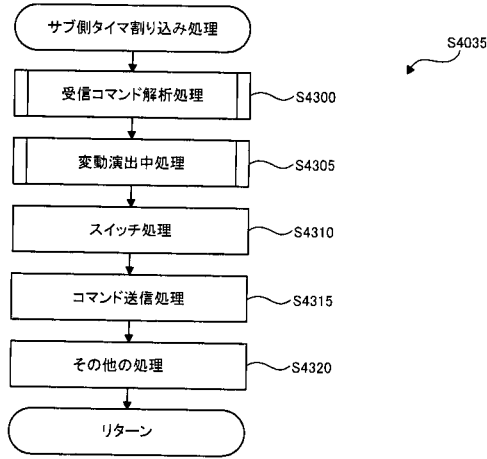 サブ側タイマ割り込み処理
S4035
受信コマンド解析処理
S4300
変動演出中処理
S4305
スイッチ処理
S4310
コマンド送信処理
S4315
その他の処理
S4320
リターン